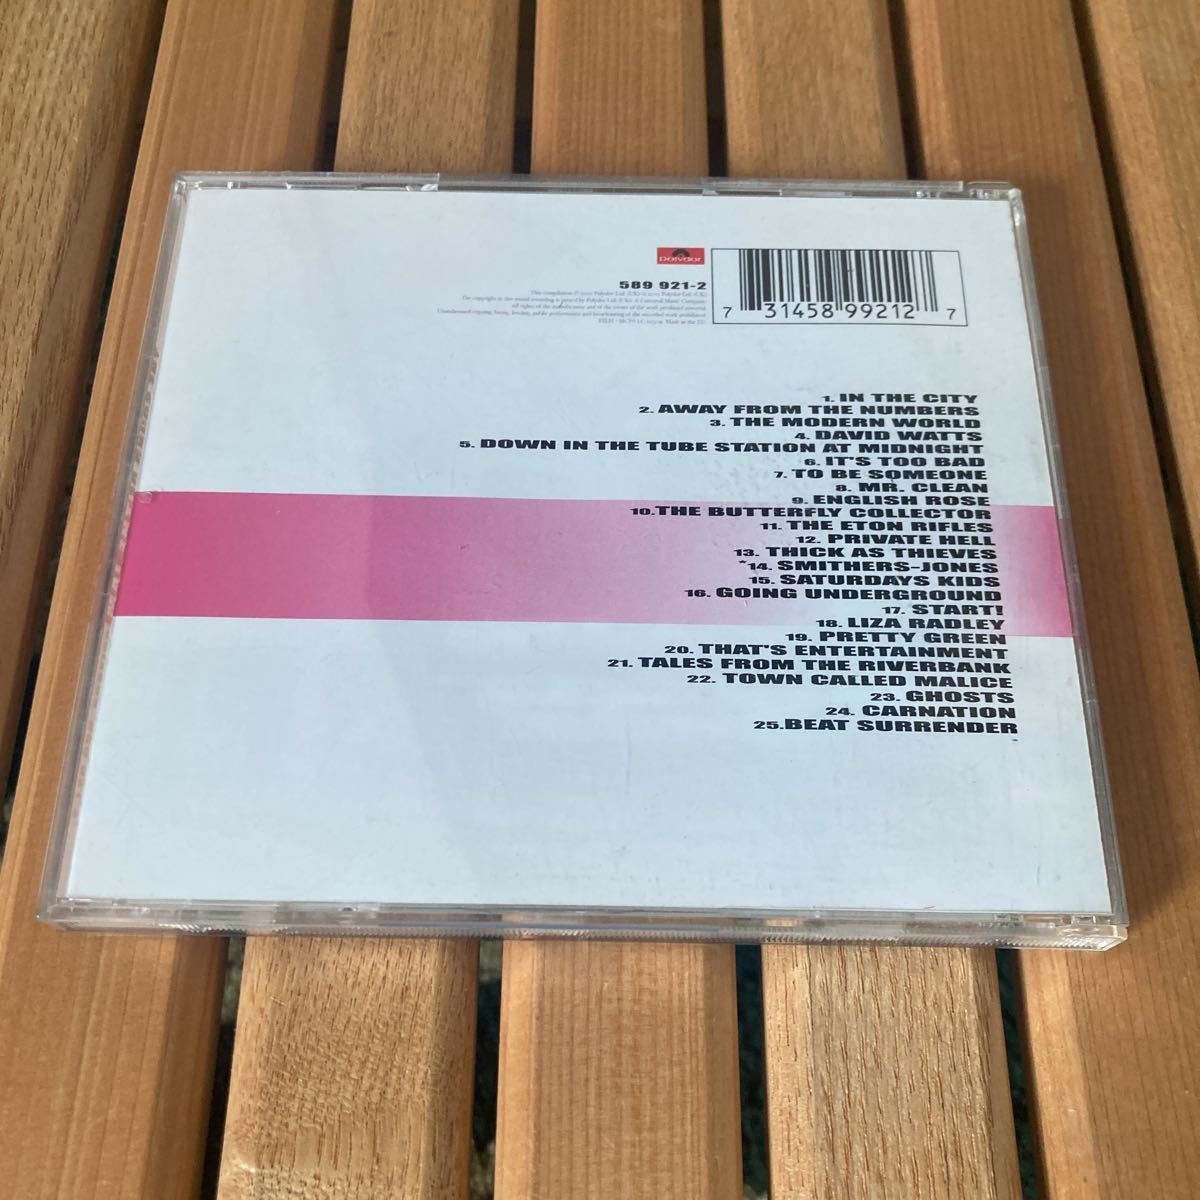 Polydor
589 921-2
7 31458 99212 7
1. IN THE CITY
2. AWAY FROM THE NUMBERS
3. THE MODERN WORLD
4. DAVID WATTS
5. DOWN IN THE TUBE STATION AT MIDNIGHT
6. IT'S TOO BAD
7. TO BE SOMEONE
8. MR. CLEAN
9. ENGLISH ROSE
10.THE BUTTERFLY COLLECTOR
11. THE ETON RIFLES
12. PRIVATE HELL
13. THICK AS THIEVES
*14. SMITHERS-JONES
15. SATURDAYS KIDS
16. GOING UNDERGROUND
17. START!
18. LIZA RADLEY
19. PRETTY GREEN
20. THAT'S ENTERTAINMENT
21. TALES FROM THE RIVERBANK
22. TOWN CALLED MALICE
23. GHOSTS
24. CARNATION
25.BEAT SURRENDER